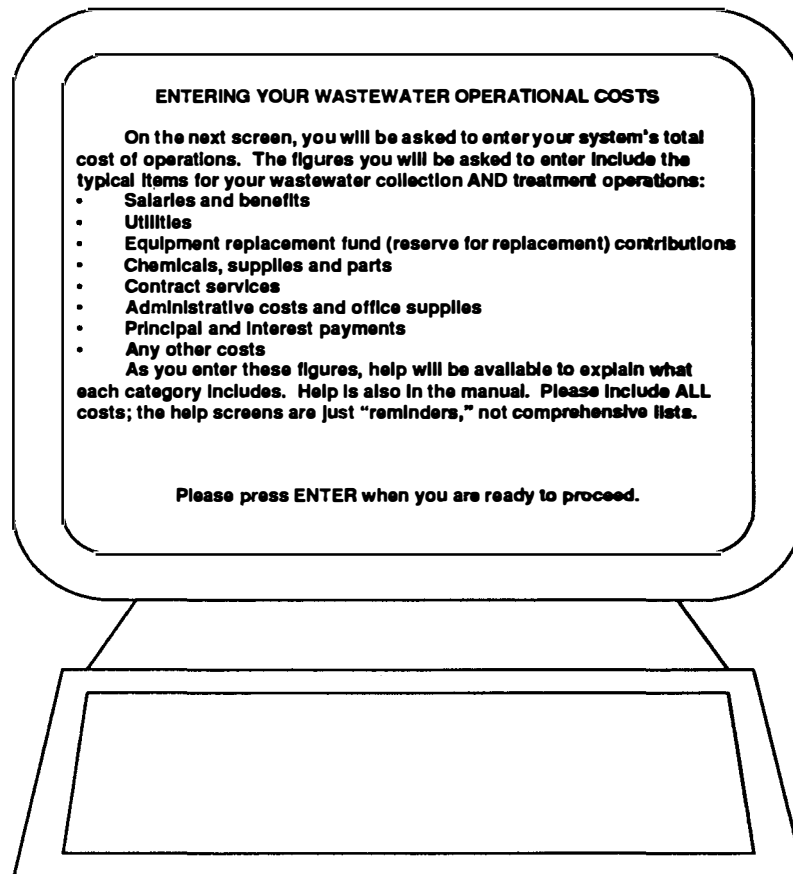 ENTERING YOUR WASTEWATER OPERATIONAL COSTS
On the next screen, you will be asked to enter your system's total
cost of operations. The figures you will be asked to enter include the
typical items for your wastewater collection AND treatment operations:
• Salaries and benefits
• Utilities
• Equipment replacement fund (reserve for replacement) contributions
• Chemicals, supplies and parts
• Contract services
• Administrative costs and office supplies
• Principal and interest payments
• Any other costs
As you enter these figures, help will be available to explain what
each category includes. Help is also in the manual. Please include ALL
costs; the help screens are just "reminders," not comprehensive lists.
Please press ENTER when you are ready to proceed.